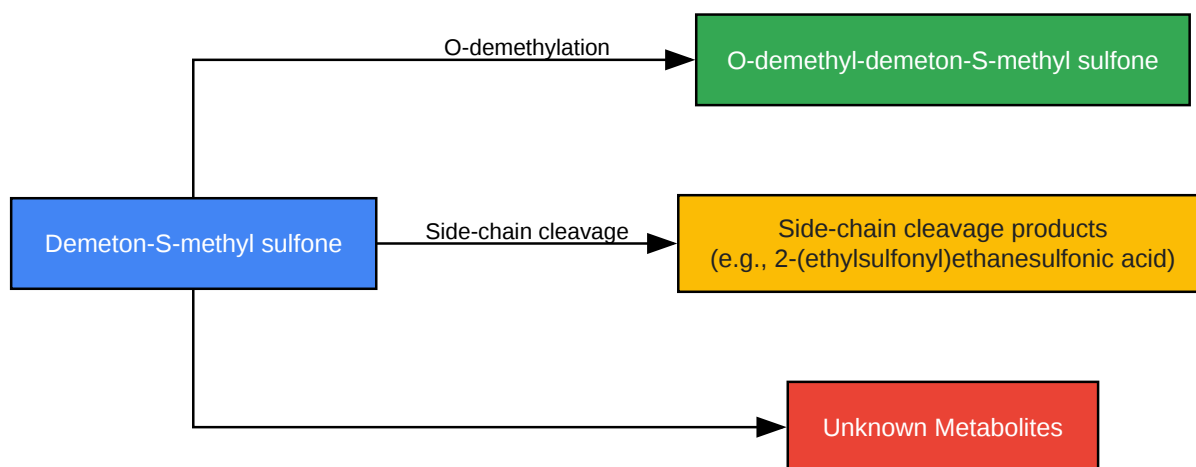 O-demethylation
O-demethyl-demeton-S-methyl sulfone
Demeton-S-methyl sulfone
Side-chain cleavage
Side-chain cleavage products
(e.g., 2-(ethylsulfonyl)ethanesulfonic acid)
Unknown Metabolites